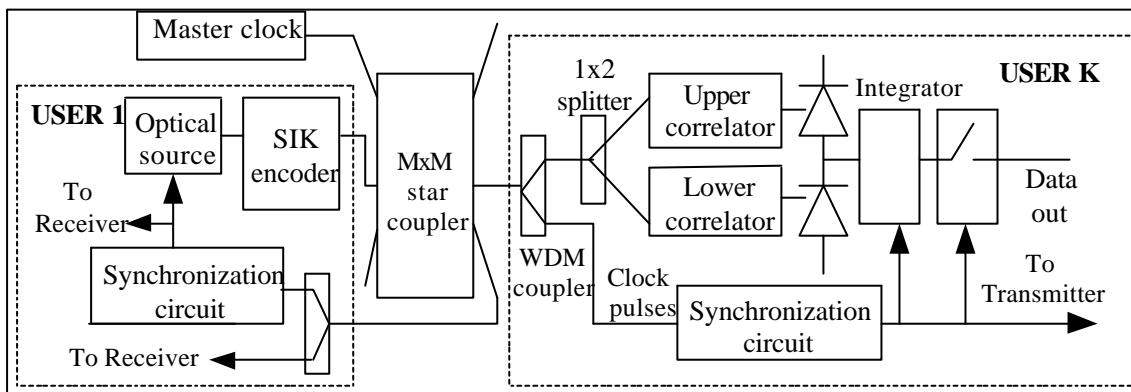 Master clock
USER 1
Optical
source
SIK
encoder
To
Receiver
Synchronization
circuit
To Receiver
MxM
star
coupler
USER K
1x2
splitter
Upper
correlator
Lower
correlator
Integrator
Data
out
WDM
coupler
Clock
pulses
Synchronization
circuit
To
Transmitter